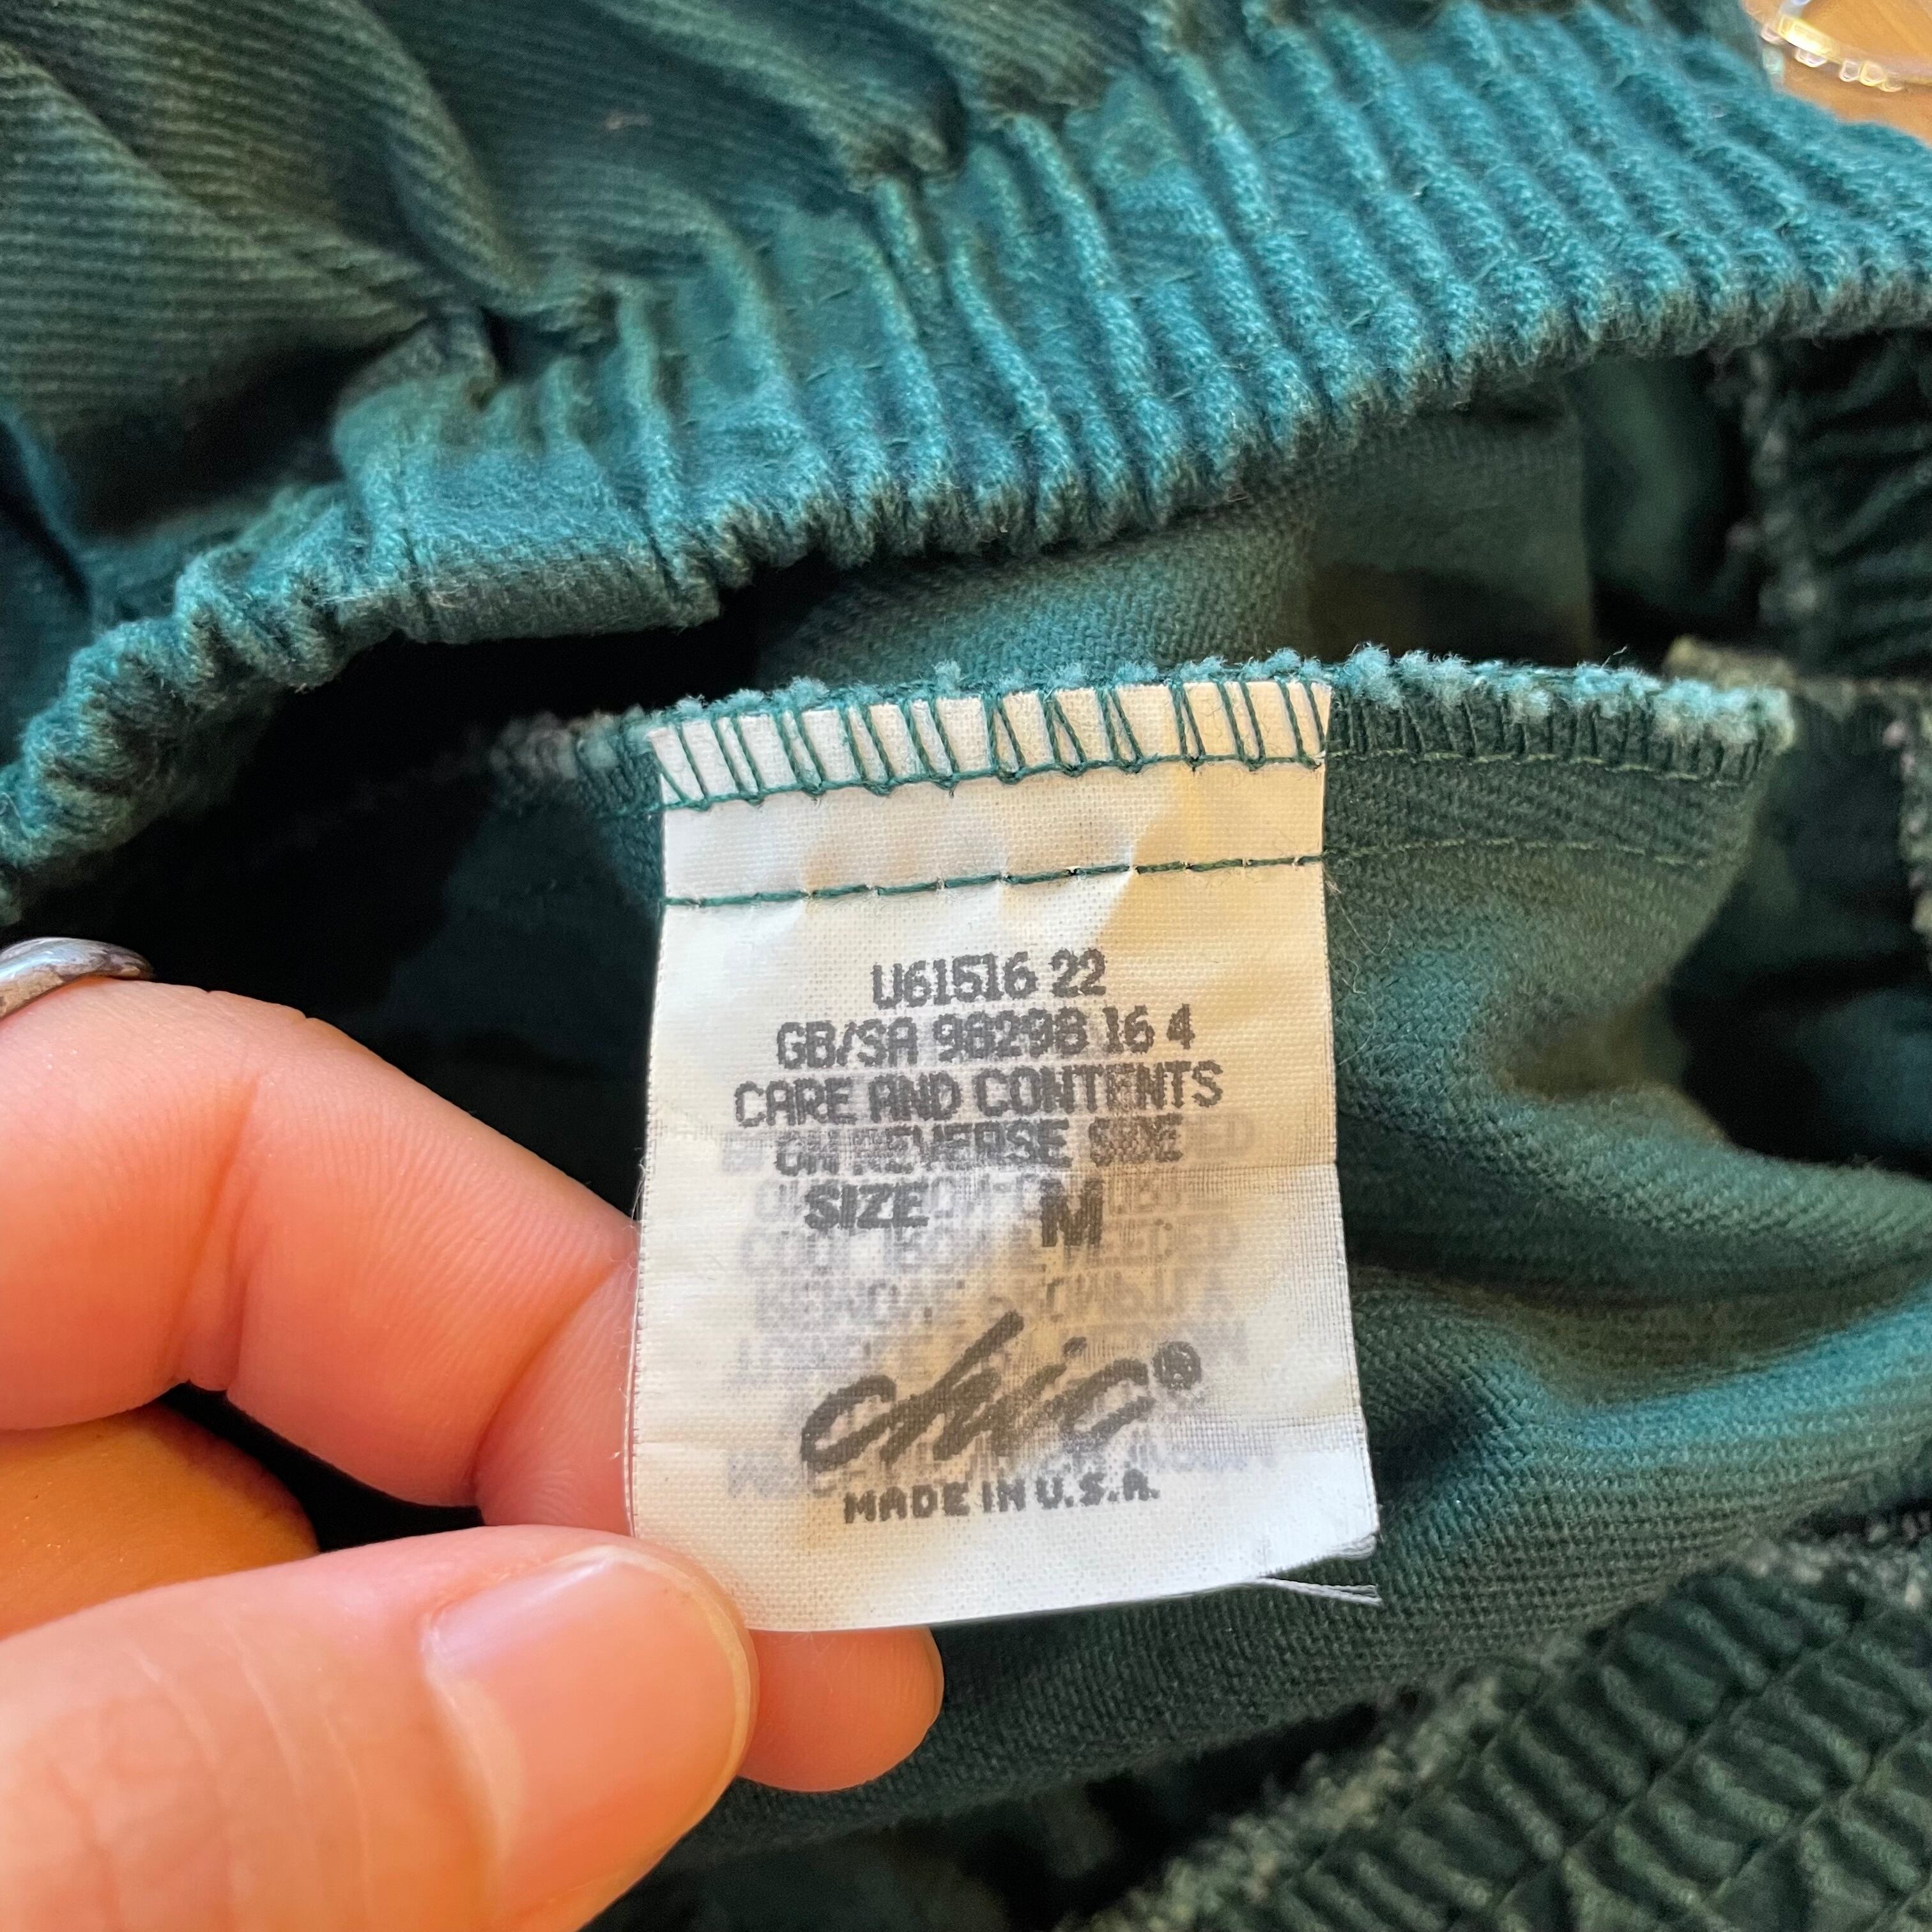 U61516 22
GB/SA 98298 16 4
CARE AND CONTENTS
ON REVERSE SIDE
SIZE M
chic®
MADE IN U.S.A.